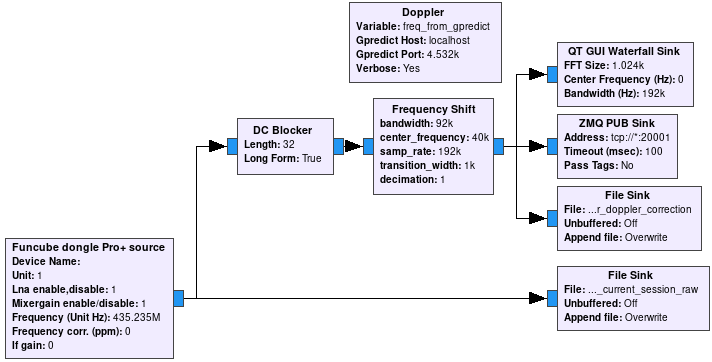 Doppler
Variable: freq_from_gpredict
Gpredict Host: localhost
Gpredict Port: 4.532k
Verbose: Yes
QT GUI Waterfall Sink
FFT Size: 1.024k
Center Frequency (Hz): 0
Bandwidth (Hz): 192k
DC Blocker
Length: 32
Long Form: True
Frequency Shift
bandwidth: 92k
center_frequency: 40k
samp_rate: 192k
transition_width: 1k
decimation: 1
ZMQ PUB Sink
Address: tcp://*:20001
Timeout (msec): 100
Pass Tags: No
File Sink
File: ...r_doppler_correction
Unbuffered: Off
Append file: Overwrite
Funcube dongle Pro+ source
Device Name:
Unit: 1
Lna enable,disable: 1
Mixergain enable/disable: 1
Frequency (Unit Hz): 435.235M
Frequency corr. (ppm): 0
If gain: 0
File Sink
File: ..._current_session_raw
Unbuffered: Off
Append file: Overwrite